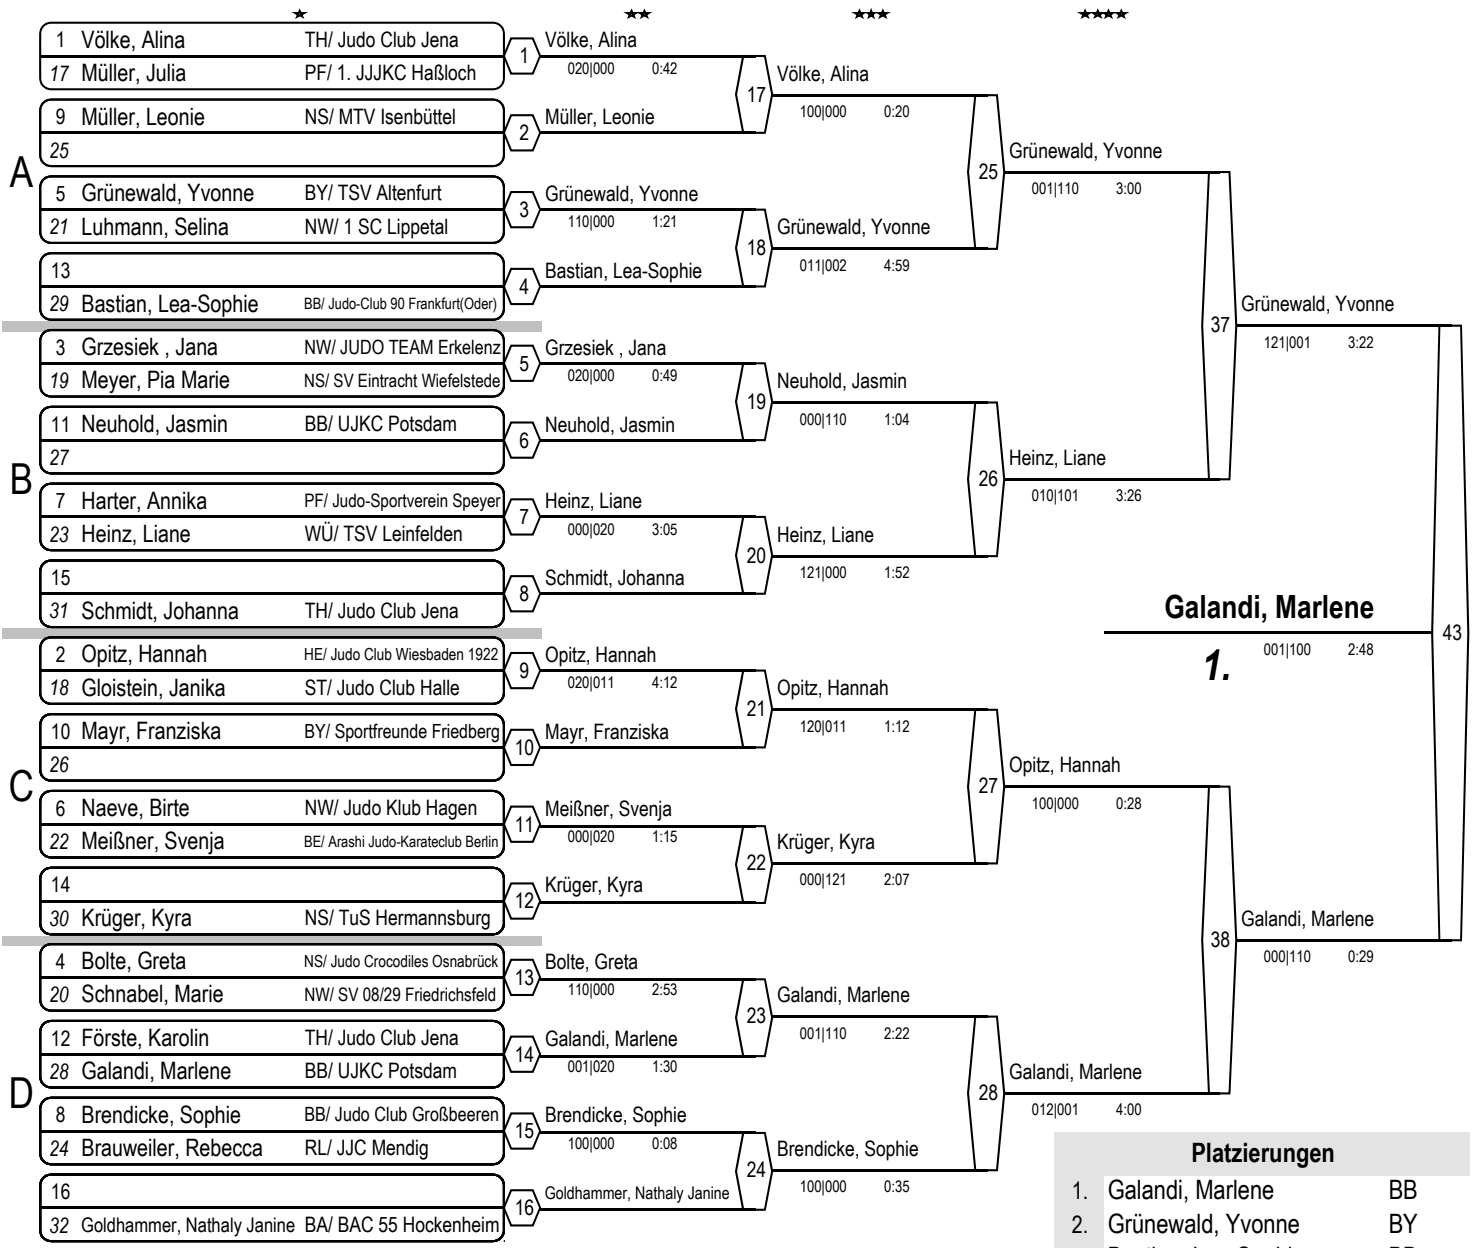 A
1 Völke, Alina TH/ Judo Club Jena
17 Müller, Julia PF/ 1. JJJKC Haßloch
9 Müller, Leonie NS/ MTV Isenbüttel
25
5 Grünewald, Yvonne BY/ TSV Altenfurt
21 Luhmann, Selina NW/ 1 SC Lippetal
13
29 Bastian, Lea-Sophie BB/ Judo-Club 90 Frankfurt(Oder)
B
3 Grzesiek , Jana NW/ JUDO TEAM Erkelenz
19 Meyer, Pia Marie NS/ SV Eintracht Wiefelstede
11 Neuhold, Jasmin BB/ UJKC Potsdam
27
7 Harter, Annika PF/ Judo-Sportverein Speyer
23 Heinz, Liane WÜ/ TSV Leinfelden
15
31 Schmidt, Johanna TH/ Judo Club Jena
C
2 Opitz, Hannah HE/ Judo Club Wiesbaden 1922
18 Gloistein, Janika ST/ Judo Club Halle
10 Mayr, Franziska BY/ Sportfreunde Friedberg
26
6 Naeve, Birte NW/ Judo Klub Hagen
22 Meißner, Svenja BE/ Arashi Judo-Karateclub Berlin
14
30 Krüger, Kyra NS/ TuS Hermannsburg
D
4 Bolte, Greta NS/ Judo Crocodiles Osnabrück
20 Schnabel, Marie NW/ SV 08/29 Friedrichsfeld
12 Förste, Karolin TH/ Judo Club Jena
28 Galandi, Marlene BB/ UJKC Potsdam
8 Brendicke, Sophie BB/ Judo Club Großbeeren
24 Brauweiler, Rebecca RL/ JJC Mendig
16
32 Goldhammer, Nathaly Janine BA/ BAC 55 Hockenheim
1 Völke, Alina
020|000 0:42
2 Müller, Leonie
3 Grünewald, Yvonne
110|000 1:21
4 Bastian, Lea-Sophie
5 Grzesiek , Jana
020|000 0:49
6 Neuhold, Jasmin
7 Heinz, Liane
000|020 3:05
8 Schmidt, Johanna
9 Opitz, Hannah
020|011 4:12
10 Mayr, Franziska
11 Meißner, Svenja
000|020 1:15
12 Krüger, Kyra
13 Bolte, Greta
110|000 2:53
14 Galandi, Marlene
001|020 1:30
15 Brendicke, Sophie
100|000 0:08
16 Goldhammer, Nathaly Janine
17 Völke, Alina
100|000 0:20
18 Grünewald, Yvonne
011|002 4:59
19 Neuhold, Jasmin
000|110 1:04
20 Heinz, Liane
121|000 1:52
21 Opitz, Hannah
120|011 1:12
22 Krüger, Kyra
000|121 2:07
23 Galandi, Marlene
001|110 2:22
24 Brendicke, Sophie
100|000 0:35
25 Grünewald, Yvonne
001|110 3:00
26 Heinz, Liane
010|101 3:26
27 Opitz, Hannah
100|000 0:28
28 Galandi, Marlene
012|001 4:00
37 Grünewald, Yvonne
121|001 3:22
38 Galandi, Marlene
000|110 0:29
43 Galandi, Marlene
1. 001|100 2:48
Platzierungen
1. Galandi, Marlene BB
2. Grünewald, Yvonne BY